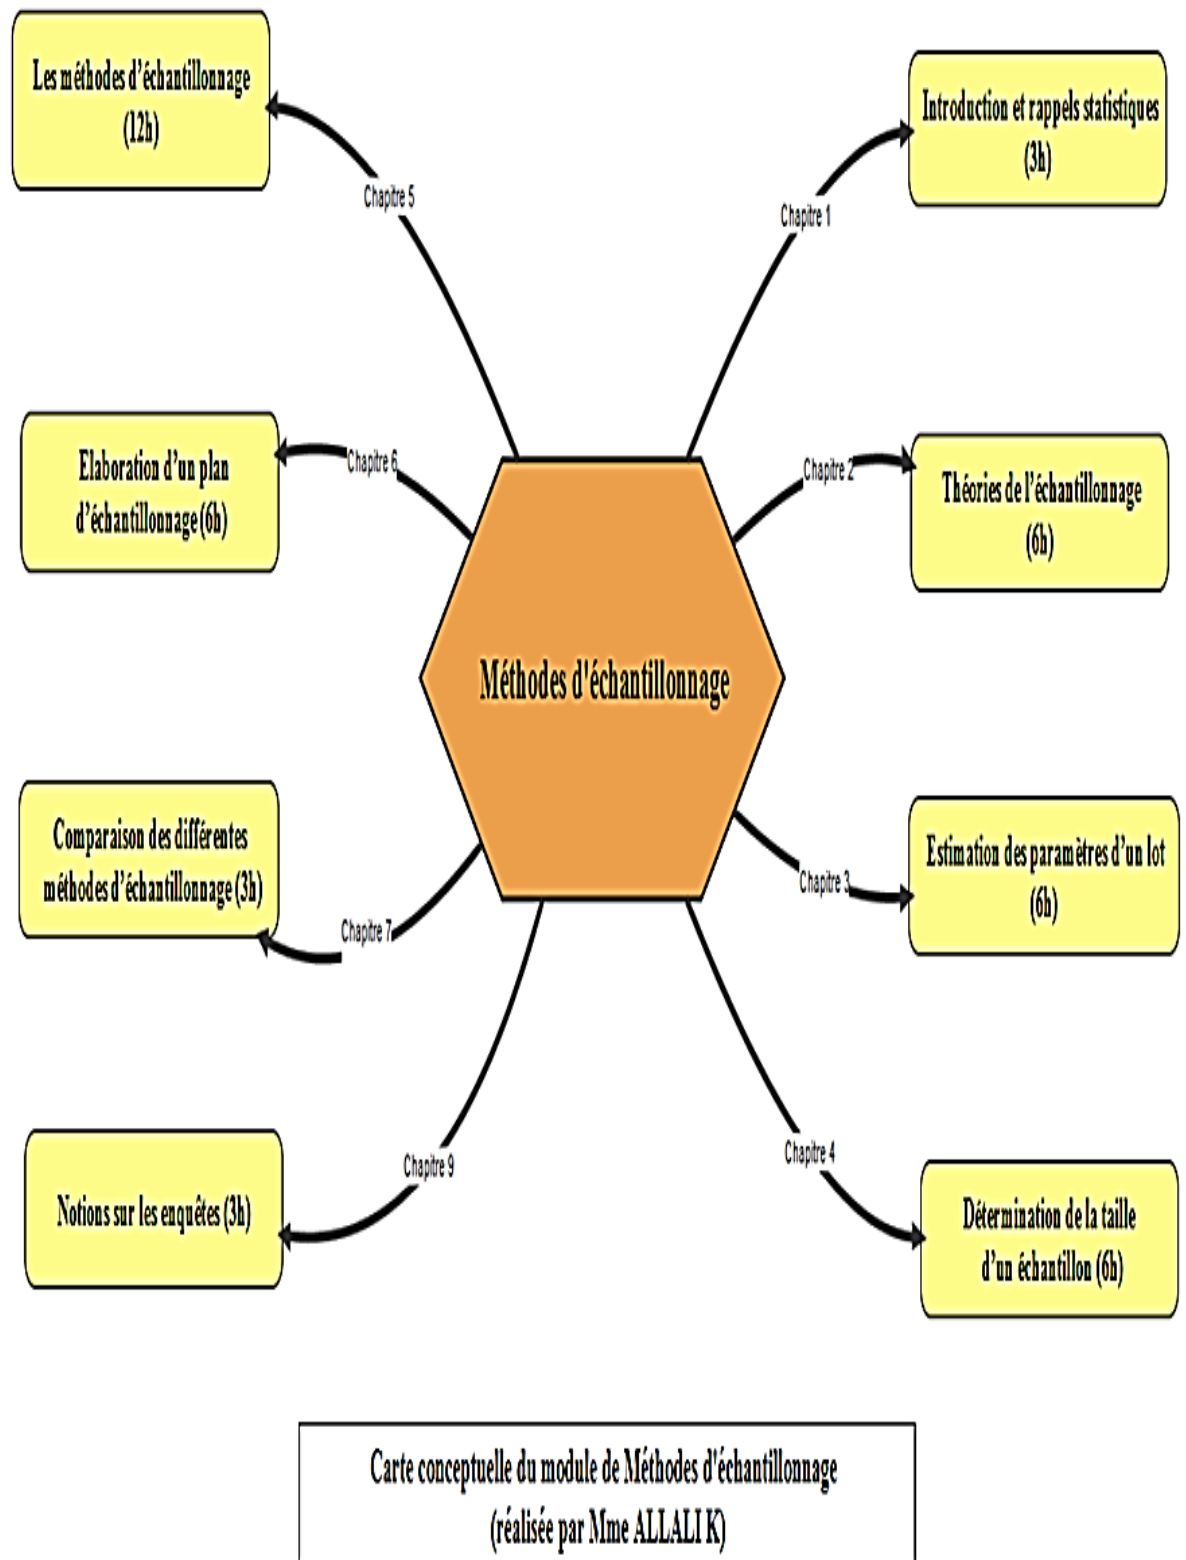 Les méthodes d'échantillonnage
(12h)
Introduction et rappels statistiques
(3h)
Chapitre 5
Chapitre 1
Elaboration d'un plan
d'échantillonnage (6h)
Chapitre 6
Chapitre 2
Théories de l'échantillonnage
(6h)
Méthodes d'échantillonnage
Comparaison des différentes
méthodes d'échantillonnage (3h)
Chapitre 7
Chapitre 3
Estimation des paramètres d'un lot
(6h)
Notions sur les enquêtes (3h)
Chapitre 9
Chapitre 4
Détermination de la taille
d'un échantillon (6h)
Carte conceptuelle du module de Méthodes d'échantillonnage
(réalisée par Mme ALLALI K)